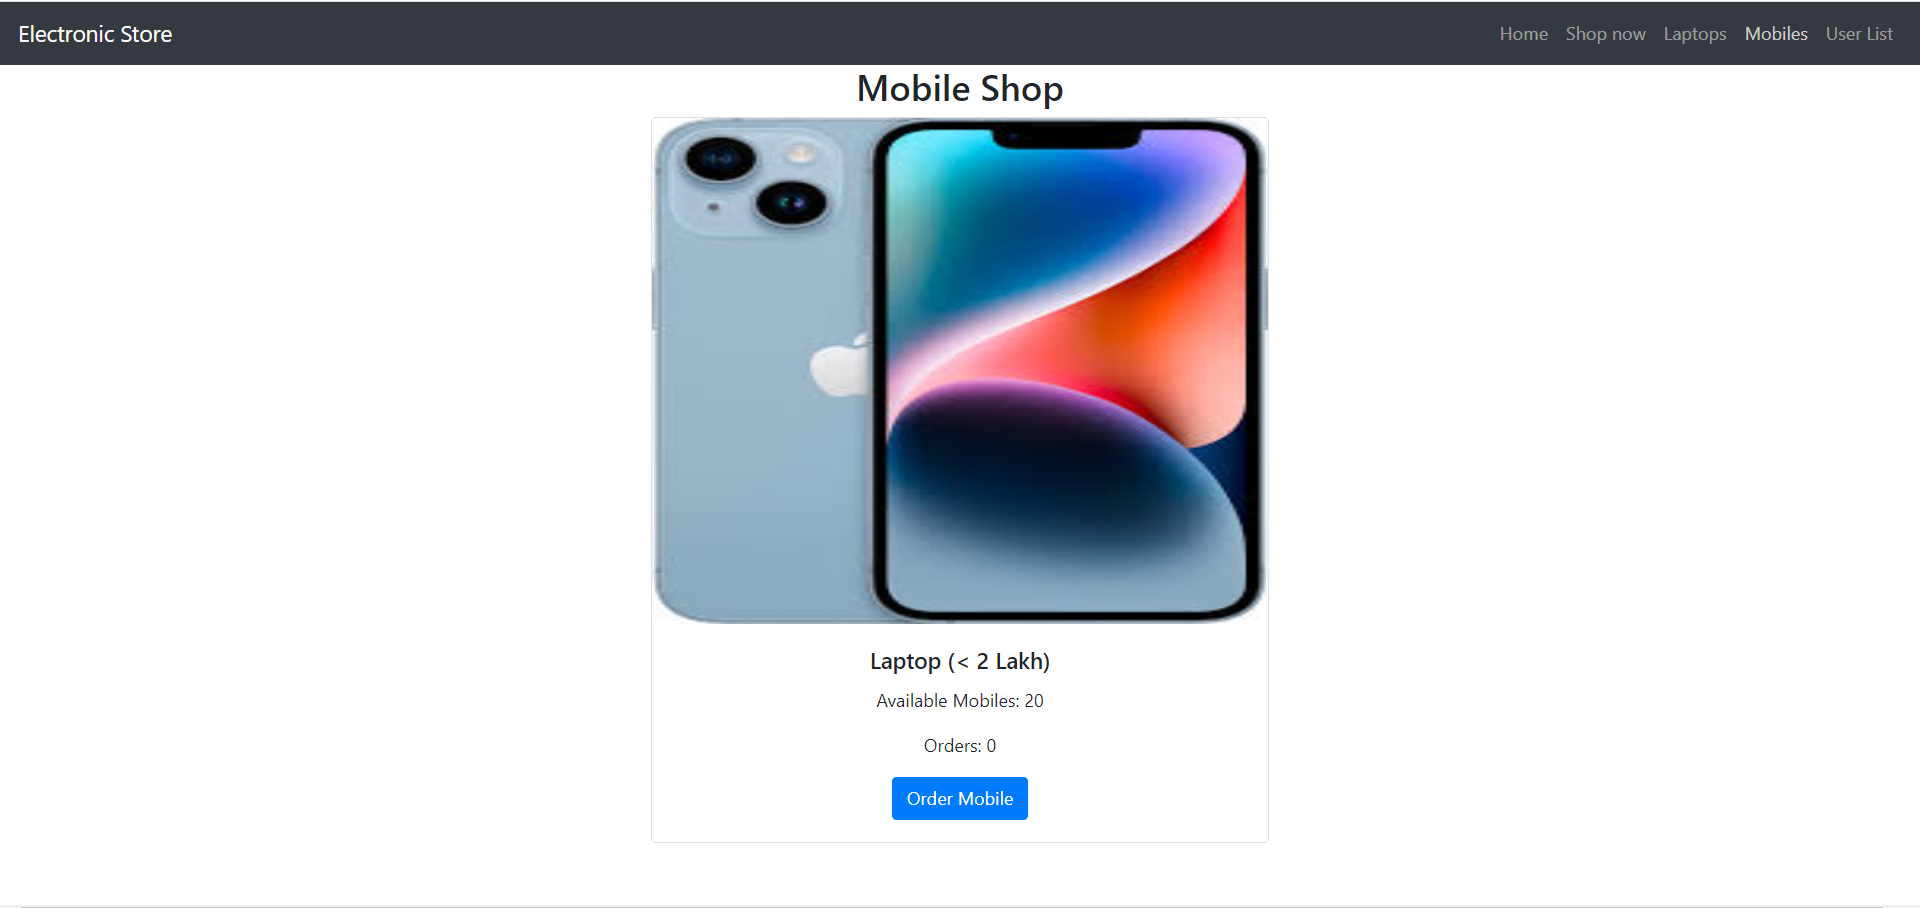 Electronic Store
Home Shop now Laptops Mobiles User List
Mobile Shop
Laptop (< 2 Lakh)
Available Mobiles: 20
Orders: 0
Order Mobile